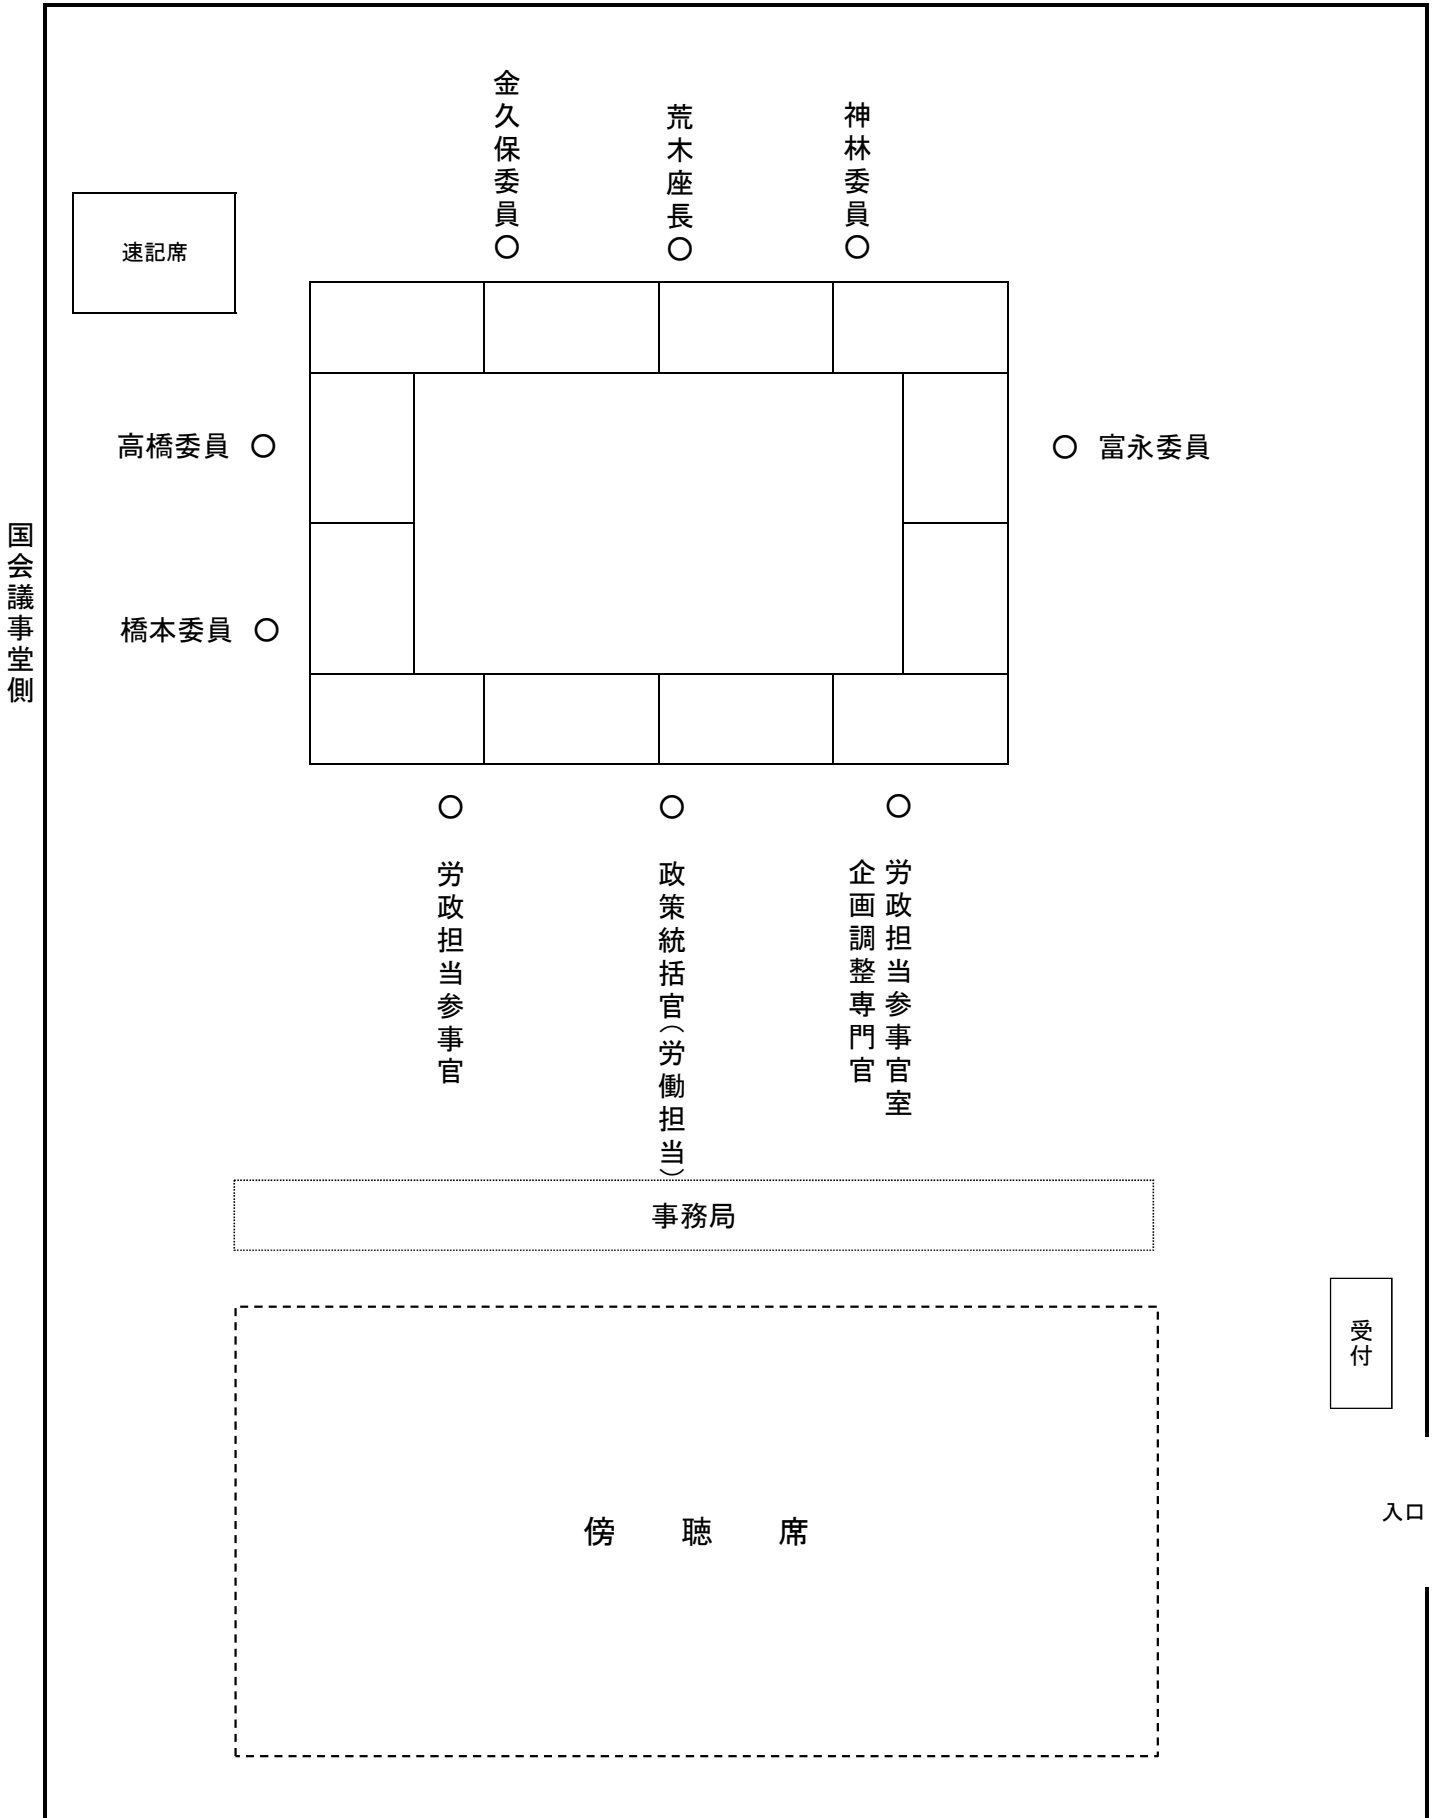 金久保委員
荒木座長
神林委員
速記席
高橋委員
富永委員
国会議事堂側
橋本委員
労政担当参事官
政策統括官(労働担当)
労政担当参事官室
企画調整専門官
事務局
受付
傍聴席
入口